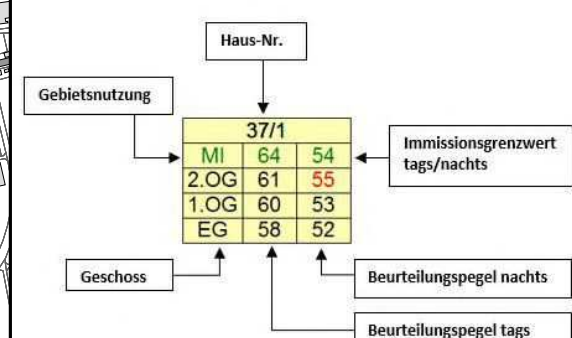 Haus-Nr.
Gebietsnutzung
37/1
MI 64 54
2.OG 61 55
1.OG 60 53
EG 58 52
Immissionsgrenzwert
tags/nachts
Geschoss
Beurteilungspegel nachts
Beurteilungspegel tags